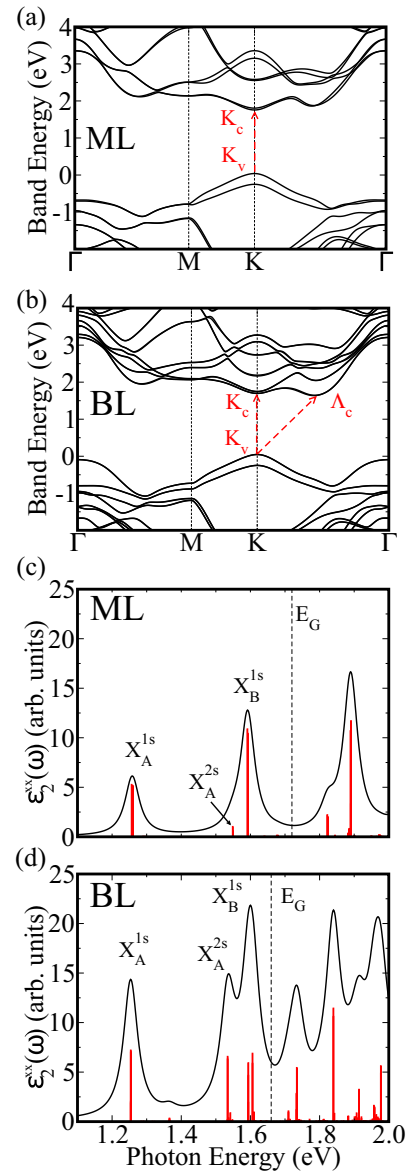 (a)
4
3
2
1
0
-1
Band Energy (eV)
ML
K_c
K_v
Γ M K Γ
(b)
4
3
2
1
0
-1
Band Energy (eV)
BL
K_c Λ_c
K_v
Γ M K Γ
(c)
25
20
15
10
5
0
ε_2^xx(ω) (arb. units)
ML
E_G
X_B^1s
X_A^1s
X_A^2s
(d)
25
20
15
10
5
0
ε_2^xx(ω) (arb. units)
BL
X_B^1s E_G
X_A^1s X_A^2s
1.2 1.4 1.6 1.8 2.0
Photon Energy (eV)